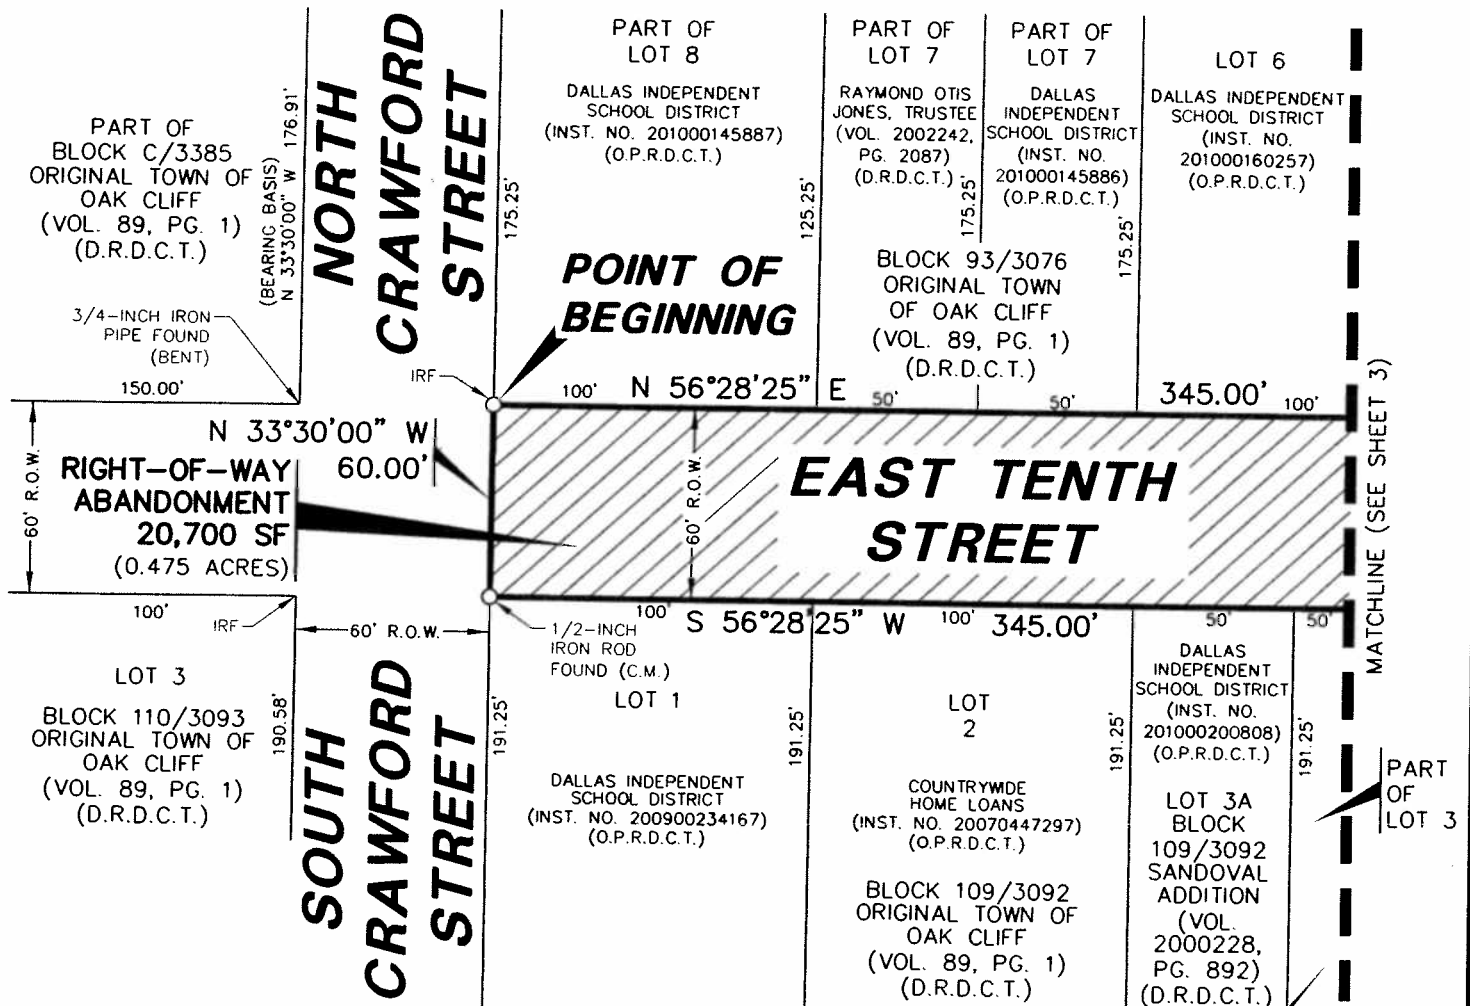 PART OF
BLOCK C/3385
ORIGINAL TOWN OF
OAK CLIFF
(VOL. 89, PG. 1)
(D.R.D.C.T.)
(BEARING BASIS)
N 33°30'00" W 176.91'
3/4-INCH IRON
PIPE FOUND
(BENT)
150.00'
NORTH
CRAWFORD
STREET
175.25'
PART OF
LOT 8
DALLAS INDEPENDENT
SCHOOL DISTRICT
(INST. NO. 201000145887)
(O.P.R.D.C.T.)
125.25'
PART OF
LOT 7
RAYMOND OTIS
JONES, TRUSTEE
(VOL. 2002242,
PG. 2087)
(D.R.D.C.T.)
175.25'
PART OF
LOT 7
DALLAS
INDEPENDENT
SCHOOL DISTRICT
(INST. NO.
201000145886)
(O.P.R.D.C.T.)
175.25'
LOT 6
DALLAS INDEPENDENT
SCHOOL DISTRICT
(INST. NO.
201000160257)
(O.P.R.D.C.T.)
BLOCK 93/3076
ORIGINAL TOWN
OF OAK CLIFF
(VOL. 89, PG. 1)
(D.R.D.C.T.)
POINT OF
BEGINNING
IRF
100'
N 56°28'25" E
50'
50'
345.00'
100'
MATCHLINE (SEE SHEET 3)
60' R.O.W.
N 33°30'00" W
60.00'
RIGHT-OF-WAY
ABANDONMENT
20,700 SF
(0.475 ACRES)
60' R.O.W.
EAST TENTH
STREET
100'
IRF
60' R.O.W.
1/2-INCH
IRON ROD
FOUND (C.M.)
100'
S 56°28'25" W
100'
345.00'
50'
50'
LOT 3
BLOCK 110/3093
ORIGINAL TOWN OF
OAK CLIFF
(VOL. 89, PG. 1)
(D.R.D.C.T.)
190.58'
SOUTH
CRAWFORD
STREET
191.25'
LOT 1
DALLAS INDEPENDENT
SCHOOL DISTRICT
(INST. NO. 200900234167)
(O.P.R.D.C.T.)
191.25'
LOT
2
COUNTRYWIDE
HOME LOANS
(INST. NO. 20070447297)
(O.P.R.D.C.T.)
BLOCK 109/3092
ORIGINAL TOWN OF
OAK CLIFF
(VOL. 89, PG. 1)
(D.R.D.C.T.)
191.25'
DALLAS
INDEPENDENT
SCHOOL DISTRICT
(INST. NO.
201000200808)
(O.P.R.D.C.T.)
LOT 3A
BLOCK
109/3092
SANDOVAL
ADDITION
(VOL.
2000228,
PG. 892)
(D.R.D.C.T.)
191.25'
PART
OF
LOT 3